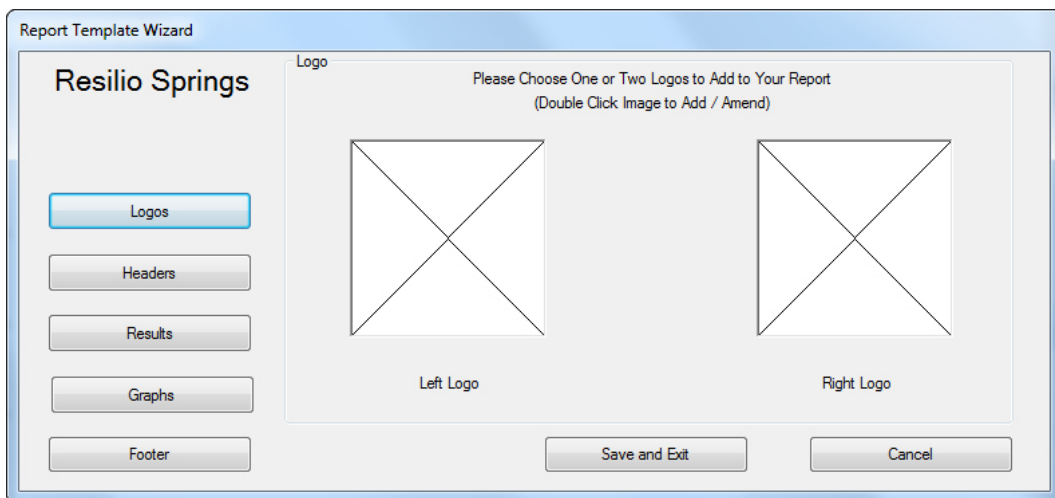 Report Template Wizard
Resilio Springs
Logos
Headers
Results
Graphs
Footer
Logo
Please Choose One or Two Logos to Add to Your Report
(Double Click Image to Add / Amend)
Left Logo
Right Logo
Save and Exit
Cancel